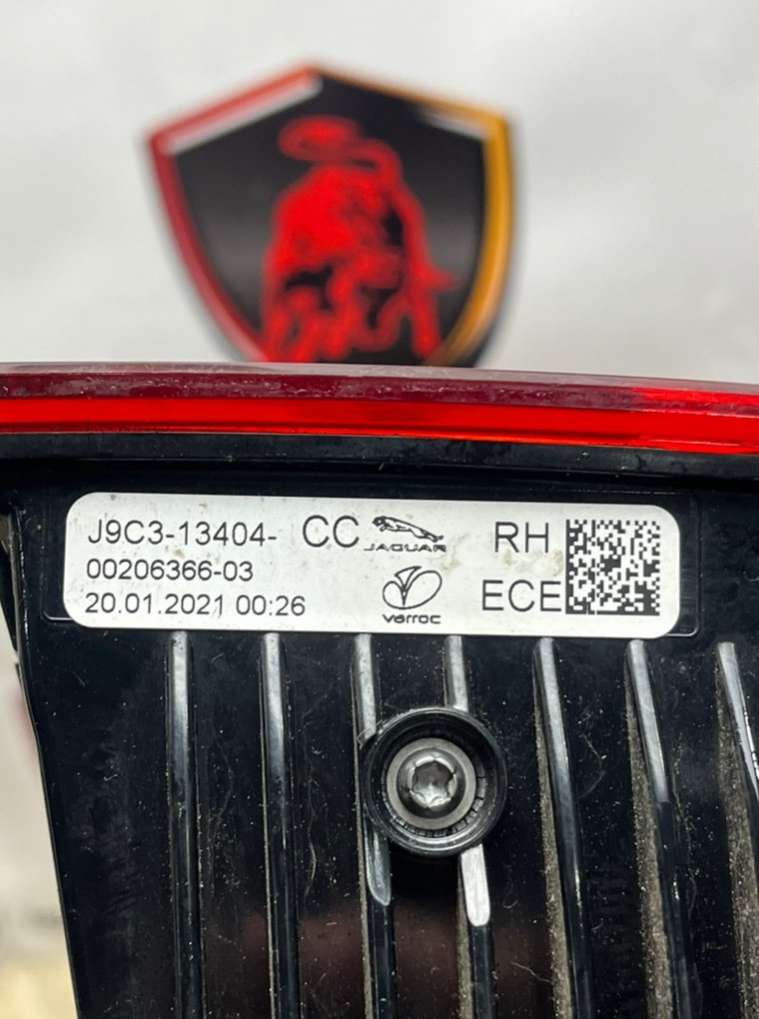 J9C3-13404- CC JAGUAR RH
00206366-03
20.01.2021 00:26 varroc ECE